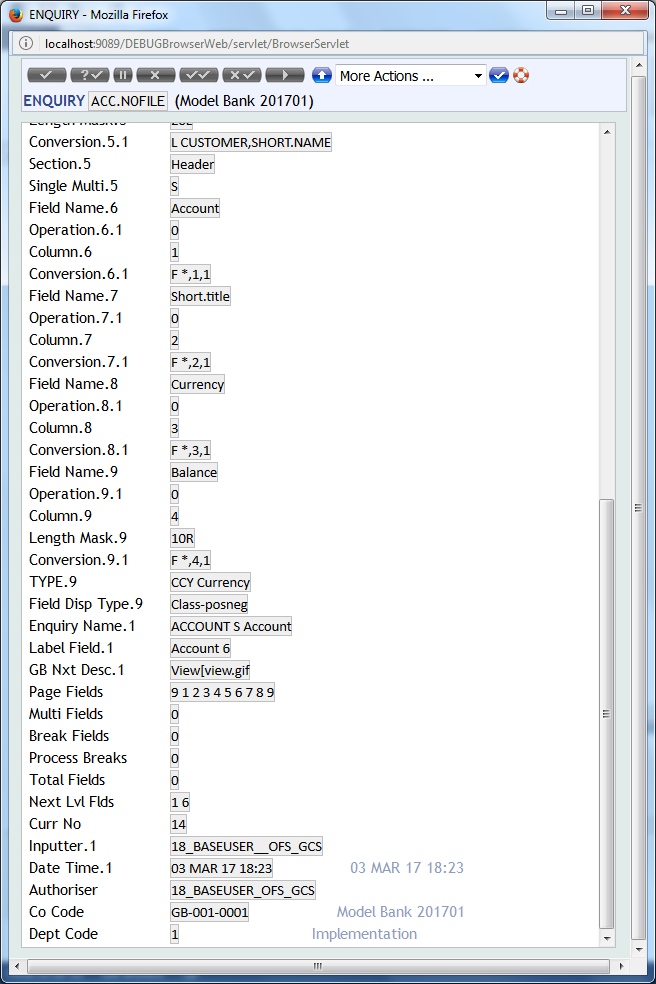 ENQUIRY - Mozilla Firefox
localhost:9089/DEBUGBrowserWeb/servlet/BrowserServlet
More Actions ...
ENQUIRY ACC.NOFILE (Model Bank 201701)
Conversion.5.1 L CUSTOMER,SHORT.NAME
Section.5 Header
Single Multi.5 S
Field Name.6 Account
Operation.6.1 0
Column.6 1
Conversion.6.1 F *,1,1
Field Name.7 Short.title
Operation.7.1 0
Column.7 2
Conversion.7.1 F *,2,1
Field Name.8 Currency
Operation.8.1 0
Column.8 3
Conversion.8.1 F *,3,1
Field Name.9 Balance
Operation.9.1 0
Column.9 4
Length Mask.9 10R
Conversion.9.1 F *,4,1
TYPE.9 CCY Currency
Field Disp Type.9 Class-posneg
Enquiry Name.1 ACCOUNT S Account
Label Field.1 Account 6
GB Nxt Desc.1 View[view.gif
Page Fields 9 1 2 3 4 5 6 7 8 9
Multi Fields 0
Break Fields 0
Process Breaks 0
Total Fields 0
Next Lvl Flds 1 6
Curr No 14
Inputter.1 18_BASEUSER__OFS_GCS
Date Time.1 03 MAR 17 18:23 03 MAR 17 18:23
Authoriser 18_BASEUSER_OFS_GCS
Co Code GB-001-0001 Model Bank 201701
Dept Code 1 Implementation